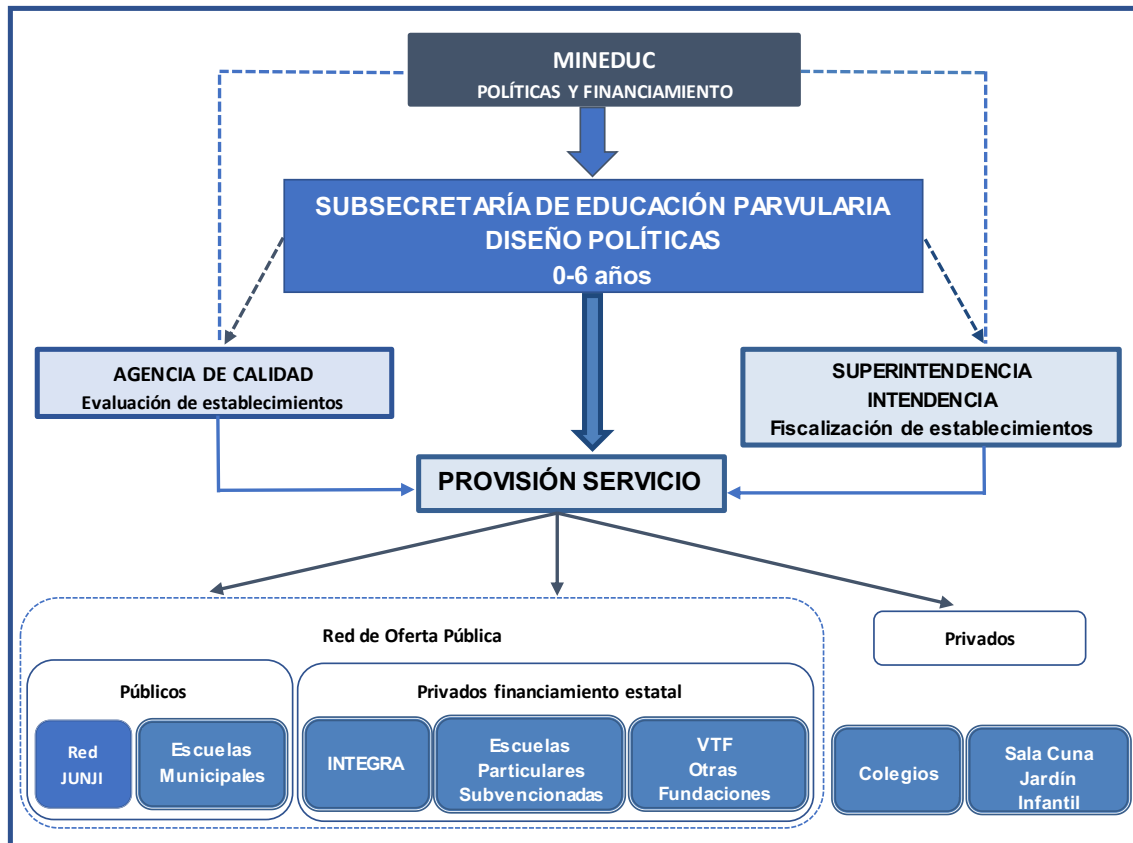 MINEDUC
POLÍTICAS Y FINANCIAMIENTO
SUBSECRETARÍA DE EDUCACIÓN PARVULARIA
DISEÑO POLÍTICAS
0-6 años
AGENCIA DE CALIDAD
Evaluación de establecimientos
SUPERINTENDENCIA
INTENDENCIA
Fiscalización de establecimientos
PROVISIÓN SERVICIO
Red de Oferta Pública
Privados
Públicos
Privados financiamiento estatal
Red
JUNJI
Escuelas
Municipales
INTEGRA
Escuelas
Particulares
Subvencionadas
VTF
Otras
Fundaciones
Colegios
Sala Cuna
Jardín
Infantil